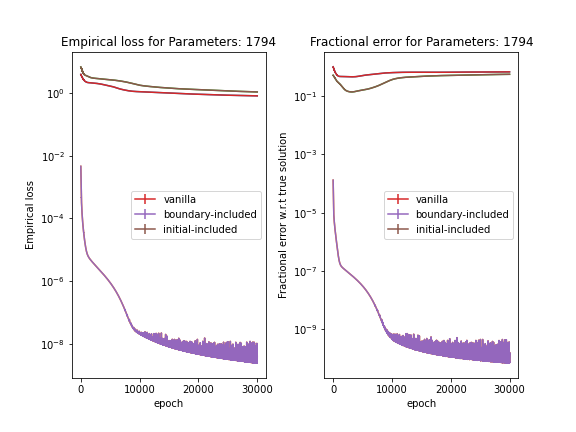 Empirical loss for Parameters: 1794
Empirical loss
10⁰
10⁻²
10⁻⁴
10⁻⁶
10⁻⁸
vanilla
boundary-included
initial-included
0 10000 20000 30000
epoch
Fractional error for Parameters: 1794
Fractional error w.r.t true solution
10⁻¹
10⁻³
10⁻⁵
10⁻⁷
10⁻⁹
vanilla
boundary-included
initial-included
0 10000 20000 30000
epoch